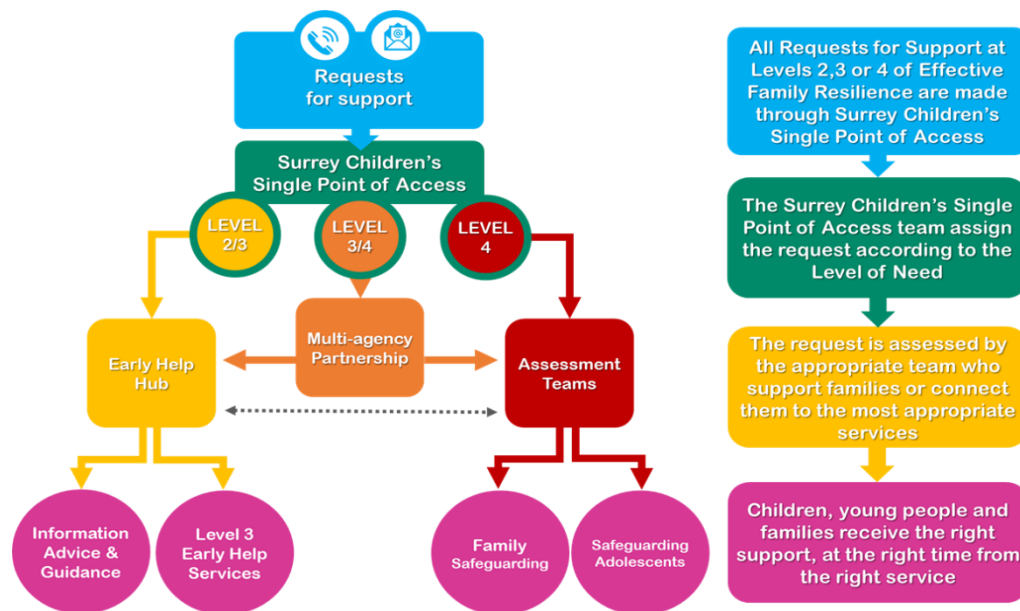 Requests
for support
Surrey Children's
Single Point of Access
LEVEL
2/3
LEVEL
3/4
LEVEL
4
Early Help
Hub
Multi-agency
Partnership
Assessment
Teams
Information
Advice &
Guidance
Level 3
Early Help
Services
Family
Safeguarding
Safeguarding
Adolescents
All Requests for Support at
Levels 2,3 or 4 of Effective
Family Resilience are made
through Surrey Children's
Single Point of Access
The Surrey Children's Single
Point of Access team assign
the request according to the
Level of Need
The request is assessed by
the appropriate team who
support families or connect
them to the most appropriate
services
Children, young people and
families receive the right
support, at the right time from
the right service